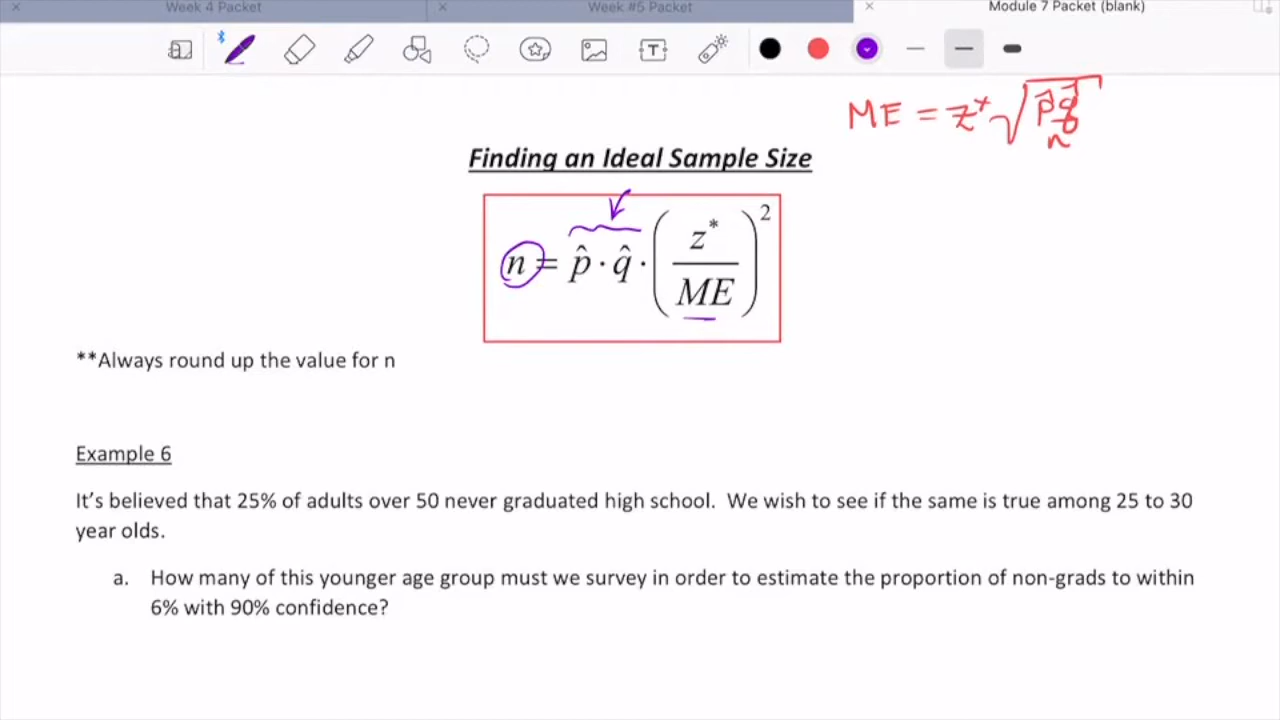 Week 4 Packet
Week #5 Packet
Module 7 Packet (blank)
T
ME = z* √(p̂q̂/n)
Finding an Ideal Sample Size
n = p̂ · q̂ · (z*/ME)²
**Always round up the value for n
Example 6
It's believed that 25% of adults over 50 never graduated high school. We wish to see if the same is true among 25 to 30
year olds.
a. How many of this younger age group must we survey in order to estimate the proportion of non-grads to within
6% with 90% confidence?